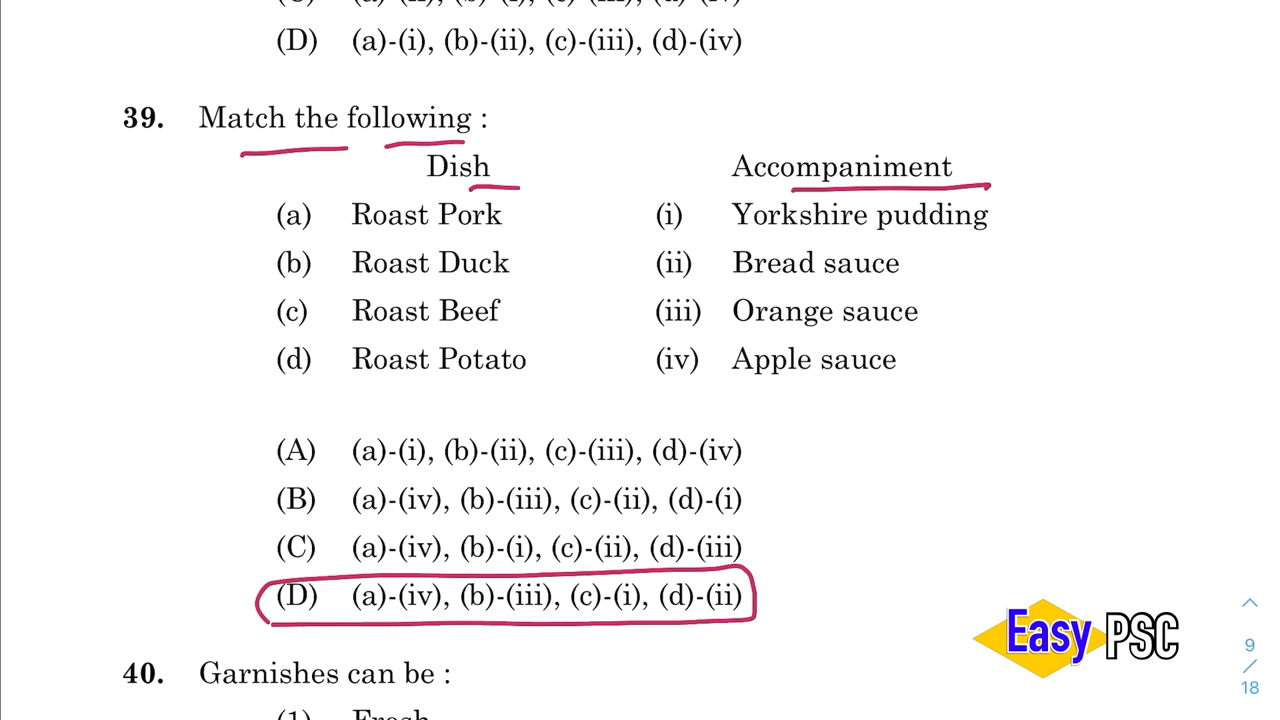 (D) (a)-(i), (b)-(ii), (c)-(iii), (d)-(iv)
39. Match the following :
Dish Accompaniment
(a) Roast Pork (i) Yorkshire pudding
(b) Roast Duck (ii) Bread sauce
(c) Roast Beef (iii) Orange sauce
(d) Roast Potato (iv) Apple sauce
(A) (a)-(i), (b)-(ii), (c)-(iii), (d)-(iv)
(B) (a)-(iv), (b)-(iii), (c)-(ii), (d)-(i)
(C) (a)-(iv), (b)-(i), (c)-(ii), (d)-(iii)
(D) (a)-(iv), (b)-(iii), (c)-(i), (d)-(ii)
Easy PSC
9
/
18
40. Garnishes can be :
(1) Fresh